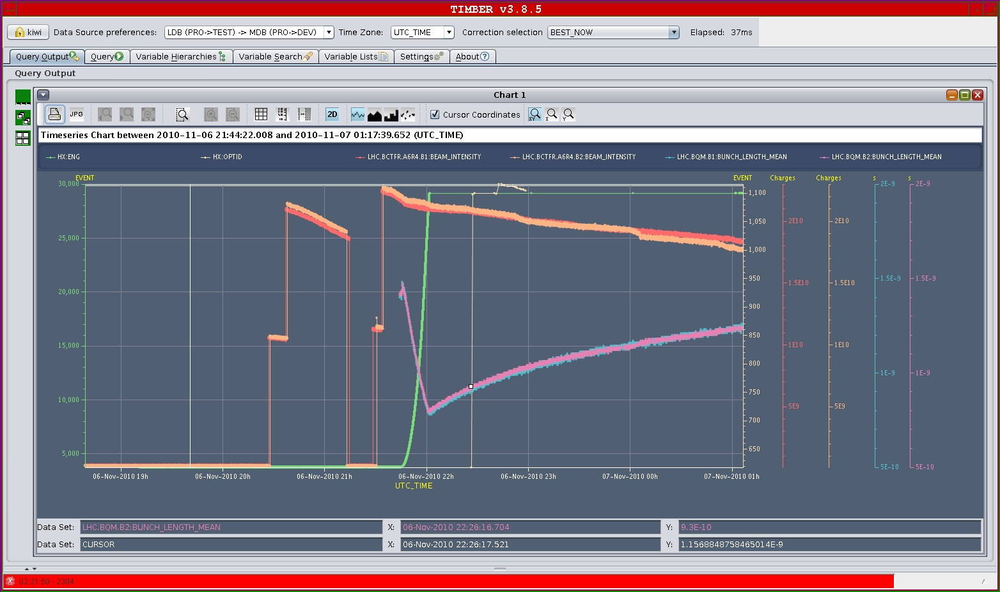 TIMBER v3.8.5
kiwi Data Source preferences: LDB (PRO->TEST) -> MDB (PRO->DEV) Time Zone: UTC_TIME Correction selection BEST_NOW Elapsed: 37ms
Query Output Query Variable Hierarchies Variable Search Variable Lists Settings About
Query Output
Chart 1
JPG 2D Cursor Coordinates XY X Y
Timeseries Chart between 2010-11-06 21:44:22.008 and 2010-11-07 01:17:39.652 (UTC_TIME)
HX:ENG HX:OPTID LHC.BCTFR.A6R4.B1:BEAM_INTENSITY LHC.BCTFR.A6R4.B2:BEAM_INTENSITY LHC.BQM.B1:BUNCH_LENGTH_MEAN LHC.BQM.B2:BUNCH_LENGTH_MEAN
EVENT EVENT Charges Charges s s
30,000 2E-9 2E-9
1,100
1,050 2E10 2E10
25,000
1,000
950 1.5E10 1.5E10 1.5E-9 1.5E-9
20,000
900
850
15,000 1E10 1E10
800 1E-9 1E-9
750
10,000 5E9 5E9
700
650
5,000
5E-10 5E-10
06-Nov-2010 19h 06-Nov-2010 20h 06-Nov-2010 21h 06-Nov-2010 22h 06-Nov-2010 23h 07-Nov-2010 00h 07-Nov-2010 01h
UTC_TIME
Data Set: LHC.BQM.B2:BUNCH_LENGTH_MEAN X: 06-Nov-2010 22:26:16.704 Y: 9.3E-10
Data Set: CURSOR X: 06-Nov-2010 22:26:17.521 Y: 1.1568848758465014E-9